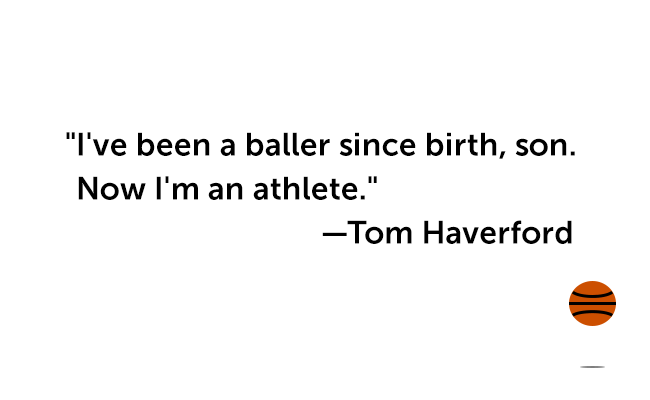 "I've been a baller since birth, son.
Now I'm an athlete."
—Tom Haverford